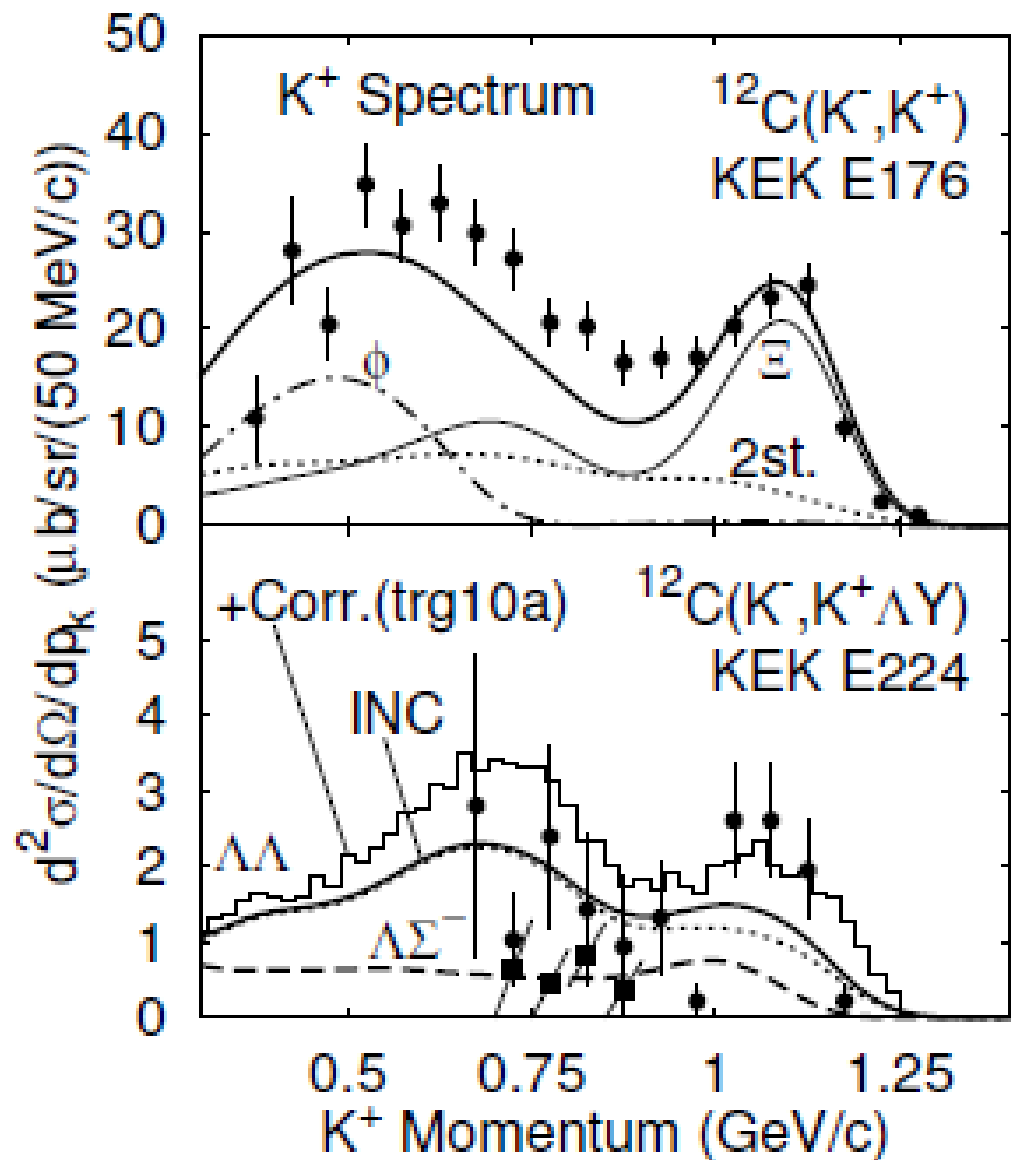 d²σ/dΩ/dpₖ (μb/sr/(50 MeV/c))
50
40
30
20
10
0
K⁺ Spectrum
¹²C(K⁻,K⁺)
KEK E176
ϕ
Ξ
2st.
+Corr.(trg10a)
¹²C(K⁻,K⁺ΛY)
KEK E224
INC
ΛΛ
ΛΣ⁻
5
4
3
2
1
0
0.5 0.75 1 1.25
K⁺ Momentum (GeV/c)